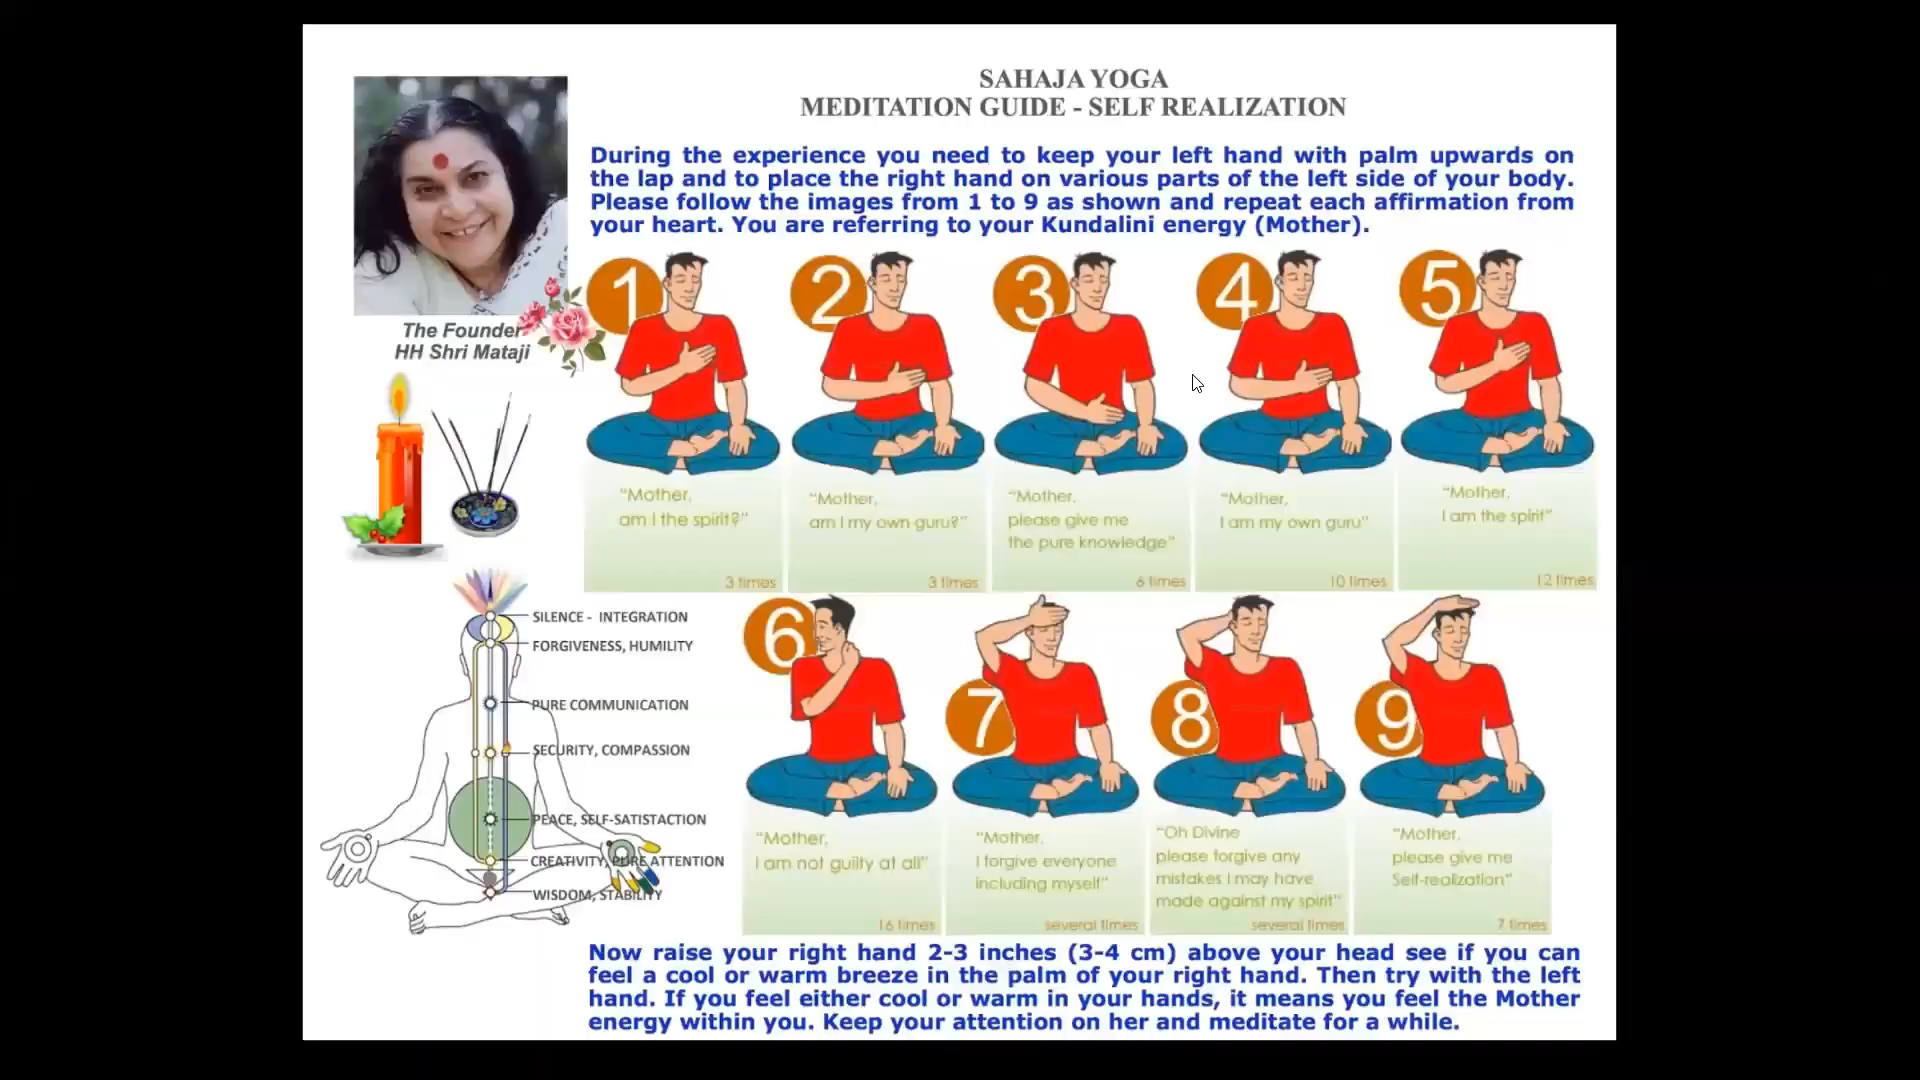 SAHAJA YOGA
MEDITATION GUIDE - SELF REALIZATION
During the experience you need to keep your left hand with palm upwards on
the lap and to place the right hand on various parts of the left side of your body.
Please follow the images from 1 to 9 as shown and repeat each affirmation from
your heart. You are referring to your Kundalini energy (Mother).
The Founder
HH Shri Mataji
1
"Mother,
am I the spirit?"
3 times
2
"Mother,
am I my own guru?"
3 times
3
"Mother,
please give me
the pure knowledge"
6 times
4
"Mother,
I am my own guru"
10 times
5
"Mother,
I am the spirit"
12 times
SILENCE - INTEGRATION
FORGIVENESS, HUMILITY
PURE COMMUNICATION
SECURITY, COMPASSION
PEACE, SELF-SATISTACTION
CREATIVITY, PURE ATTENTION
WISDOM, STABILITY
6
"Mother,
I am not guilty at all"
16 times
7
"Mother,
I forgive everyone
including myself"
several times
8
"Oh Divine
please forgive any
mistakes I may have
made against my spirit"
several times
9
"Mother,
please give me
Self-realization"
7 times
Now raise your right hand 2-3 inches (3-4 cm) above your head see if you can
feel a cool or warm breeze in the palm of your right hand. Then try with the left
hand. If you feel either cool or warm in your hands, it means you feel the Mother
energy within you. Keep your attention on her and meditate for a while.